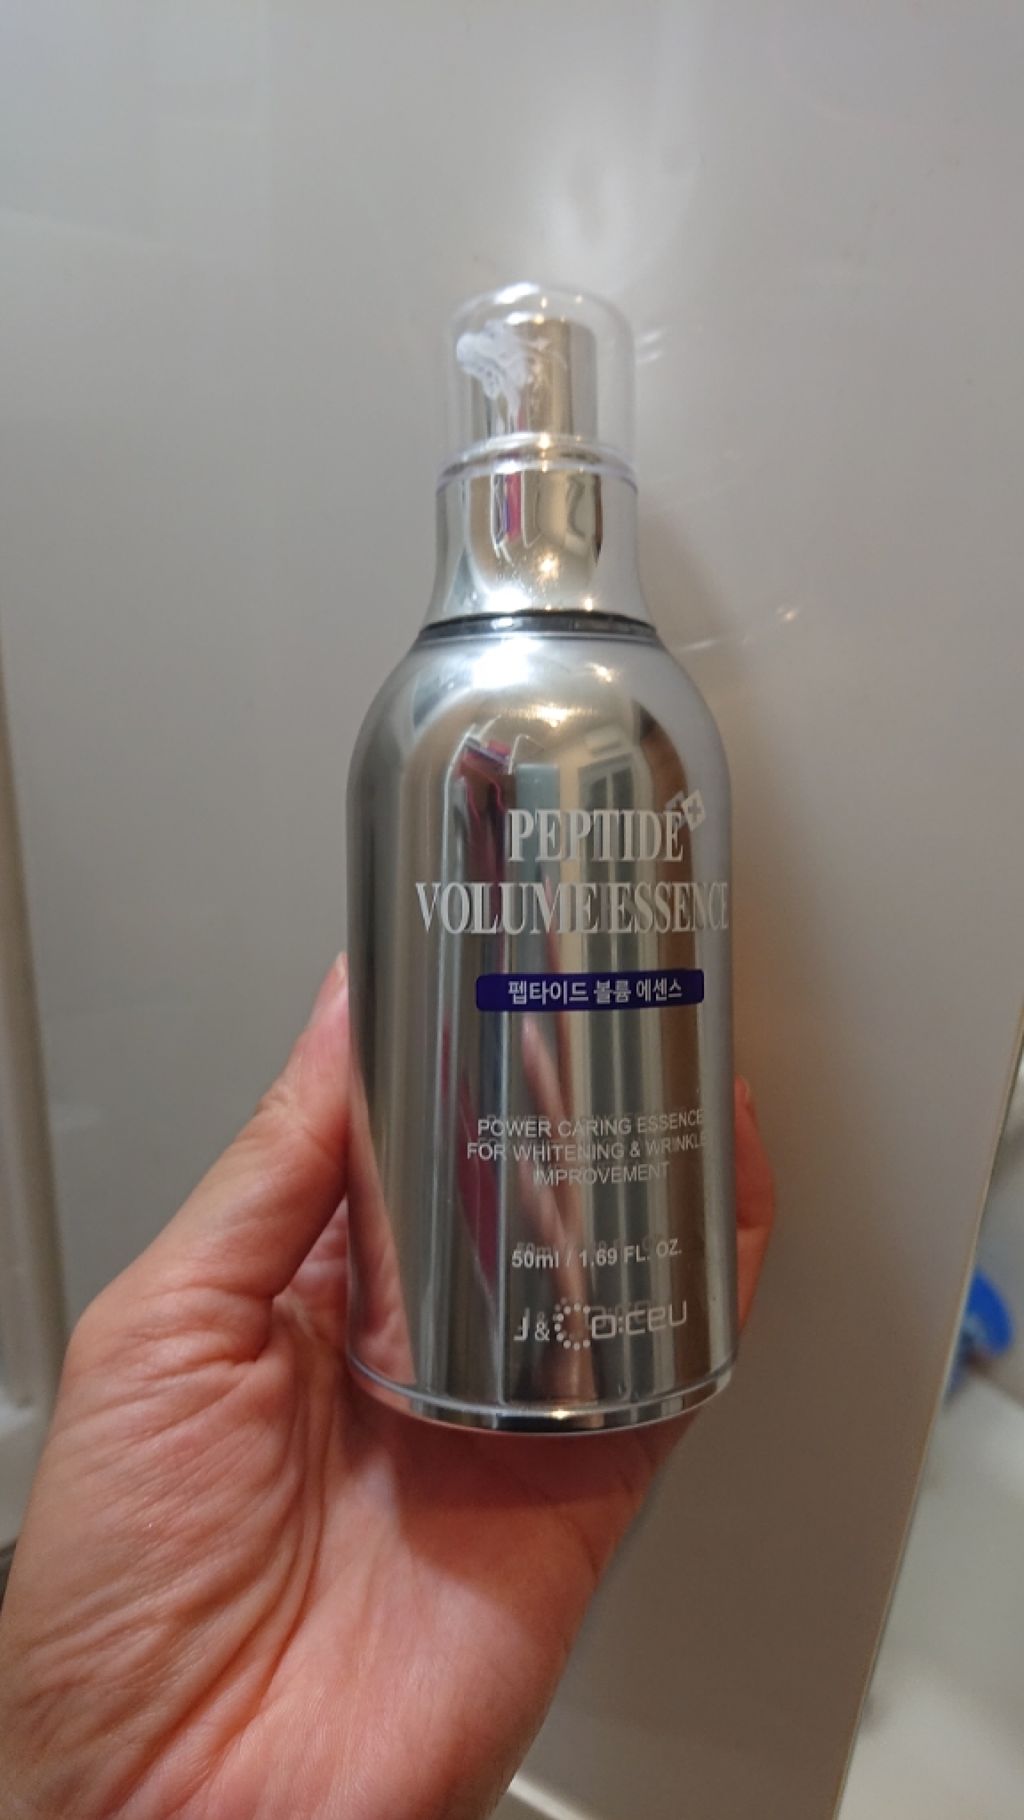 PEPTIDE+
VOLUME ESSENCE
펩타이드 볼륨 에센스
POWER CARING ESSENCE
FOR WHITENING & WRINKLE
IMPROVEMENT
50ml / 1.69 FL. OZ.
J&Coceu